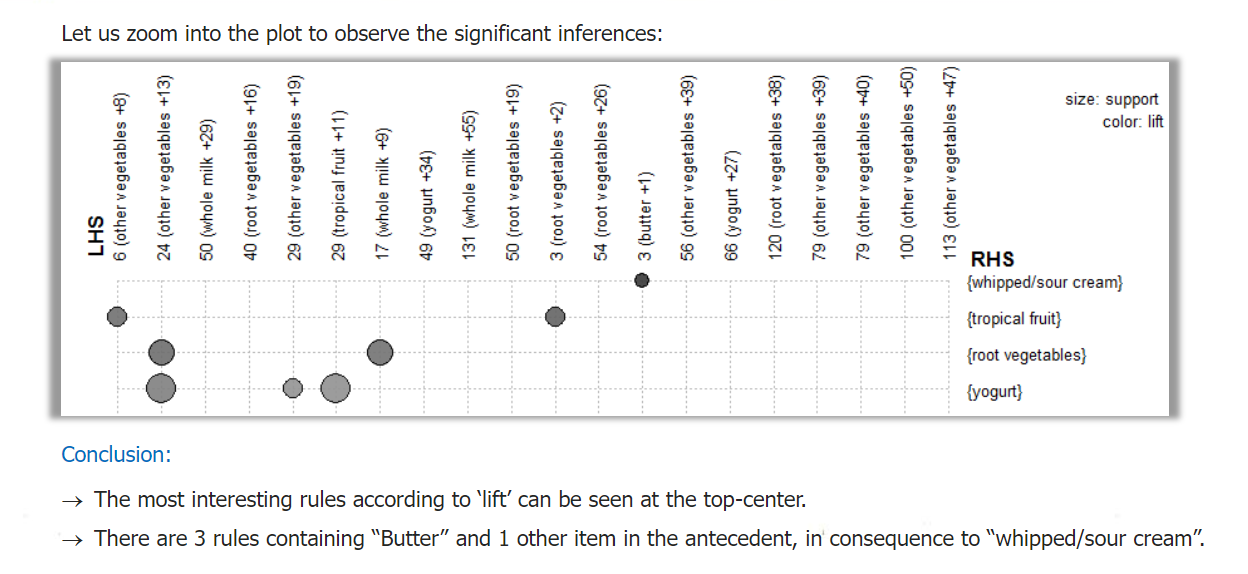 Let us zoom into the plot to observe the significant inferences:
LHS
6 (other vegetables +8)
24 (other vegetables +13)
50 (whole milk +29)
40 (root vegetables +16)
29 (other vegetables +19)
29 (tropical fruit +11)
17 (whole milk +9)
49 (yogurt +34)
131 (whole milk +55)
50 (root vegetables +19)
3 (root vegetables +2)
54 (root vegetables +26)
3 (butter +1)
56 (other vegetables +39)
66 (yogurt +27)
120 (root vegetables +38)
79 (other vegetables +39)
79 (other vegetables +40)
100 (other vegetables +50)
113 (other vegetables +47)
size: support
color: lift
RHS
{whipped/sour cream}
{tropical fruit}
{root vegetables}
{yogurt}
Conclusion:
→ The most interesting rules according to ‘lift’ can be seen at the top-center.
→ There are 3 rules containing “Butter” and 1 other item in the antecedent, in consequence to “whipped/sour cream”.